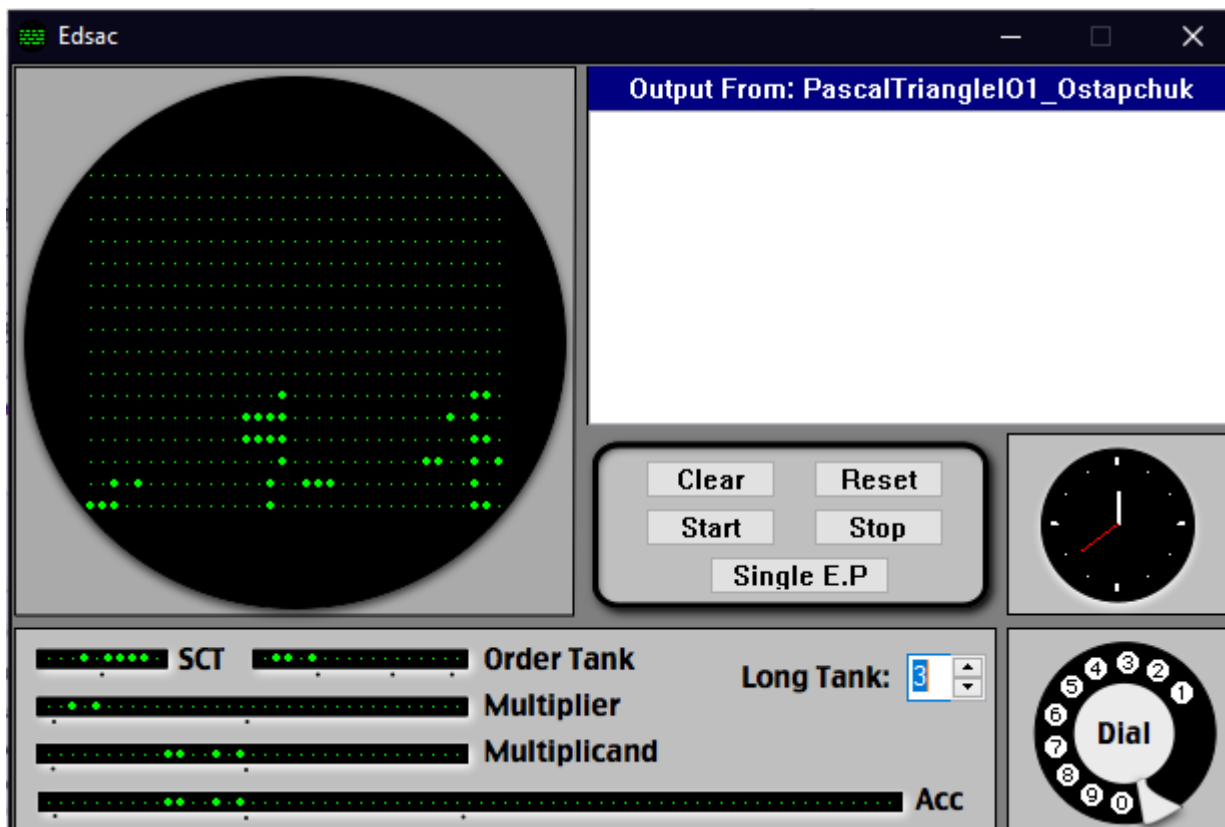 Edsac
Output From: PascalTriangleIO1_Ostapchuk
Clear
Reset
Start
Stop
Single E.P
SCT
Order Tank
Long Tank:
3
Multiplier
Multiplicand
Acc
4
3
2
1
5
6
7
8
9
0
Dial